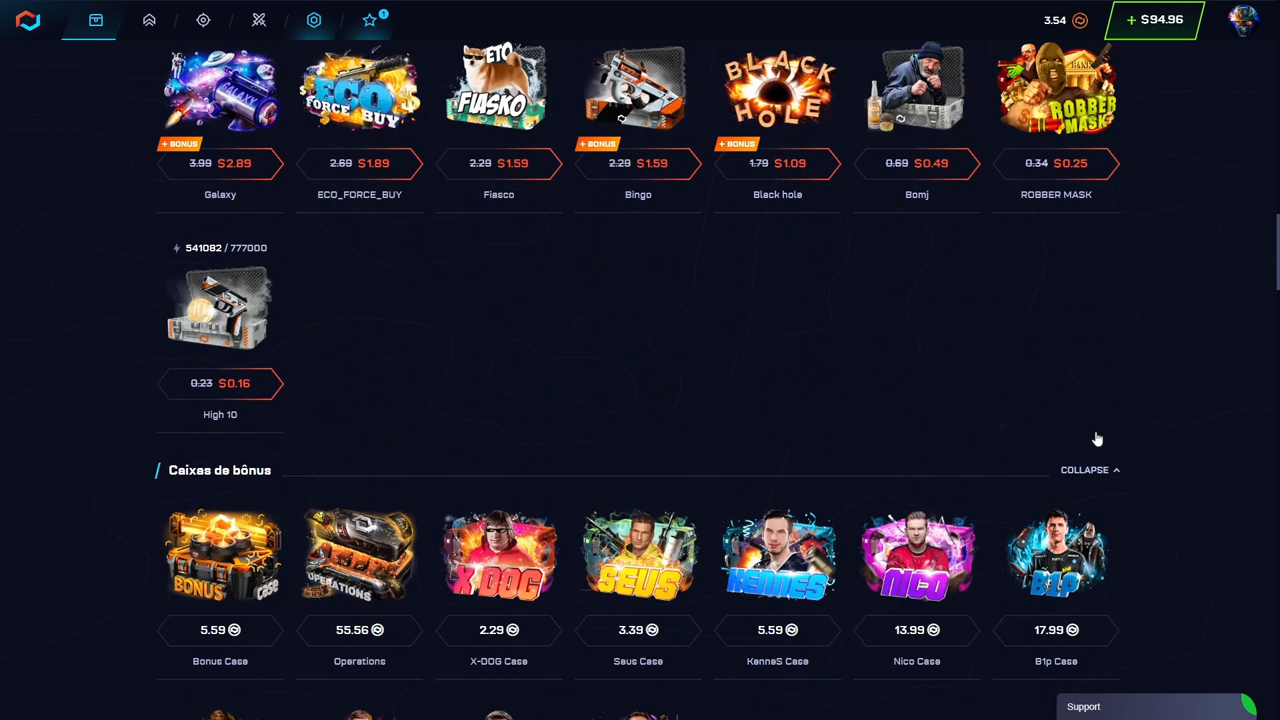 1
3.54
+ $94.96
GALAXY
ECO
FORCE BUY
ETO
FIASKO
BLACK
HOLE
BANK
ROBBER
MASK
+ BONUS
+ BONUS
+ BONUS
3.99 $2.89
2.69 $1.89
2.29 $1.59
2.29 $1.59
1.79 $1.09
0.69 $0.49
0.34 $0.25
Galaxy
ECO_FORCE_BUY
Fiasco
Bingo
Black hole
Bomj
ROBBER MASK
541082 / 777000
10
0.23 $0.16
High 10
Caixas de bônus
COLLAPSE
BONUS case
OPERATIONS
X DOG
SEUS
KENNES
NICO
B1P
5.59
55.56
2.29
3.39
5.59
13.99
17.99
Bonus Case
Operations
X-DOG Case
Seus Case
KenneS Case
Nico Case
B1p Case
Support